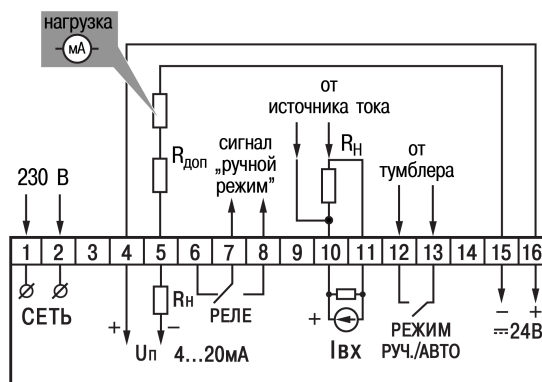 нагрузка
мА
от
источника тока
Rдоп
сигнал
„ручной
режим"
RН
от
тумблера
230 В
1 2 3 4 5 6 7 8 9 10 11 12 13 14 15 16
СЕТЬ
+
Uп
–
Rн
4...20мА
РЕЛЕ
+
Iвх
РЕЖИМ
РУЧ./АВТО
–
+
24В